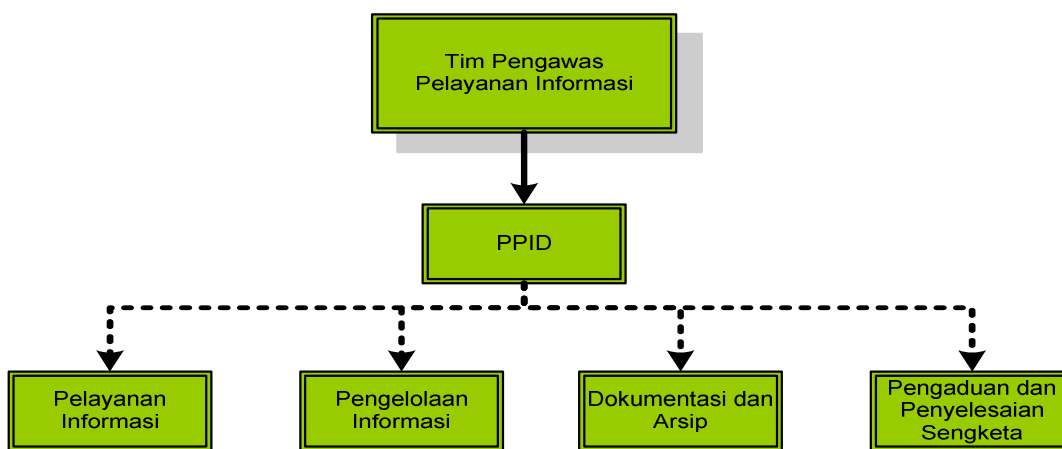 Tim Pengawas
Pelayanan Informasi
PPID
Pelayanan
Informasi
Pengelolaan
Informasi
Dokumentasi dan
Arsip
Pengaduan dan
Penyelesaian
Sengketa